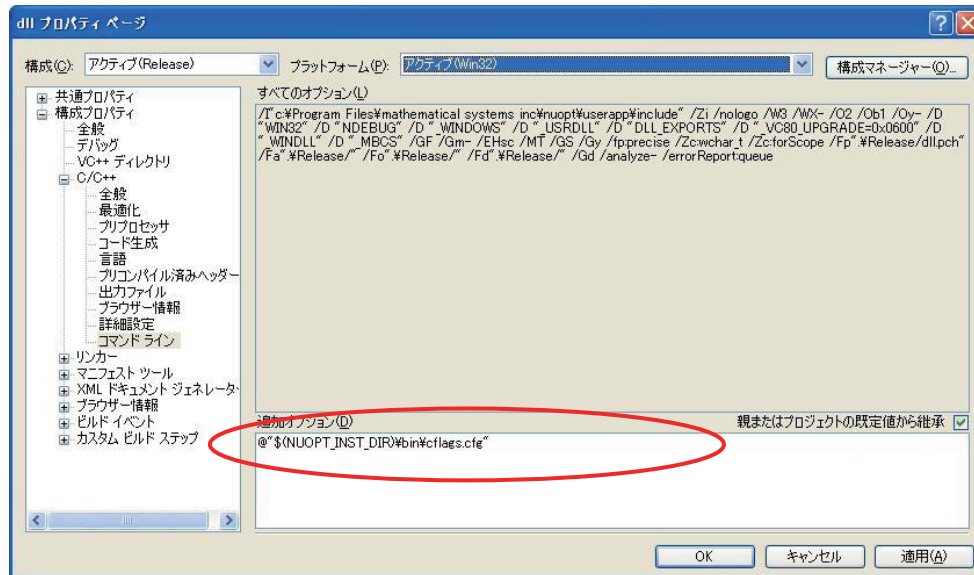 dll プロパティ ページ
構成(C): アクティブ(Release) プラットフォーム(P): アクティブ(Win32) 構成マネージャー(O)...
共通プロパティ
構成プロパティ
全般
デバッグ
VC++ ディレクトリ
C/C++
全般
最適化
プリプロセッサ
コード生成
言語
プリコンパイル済みヘッダー
出力ファイル
ブラウザー情報
詳細設定
コマンド ライン
リンカー
マニフェスト ツール
XML ドキュメント ジェネレータ
ブラウザー情報
ビルド イベント
カスタム ビルド ステップ
すべてのオプション(L)
/I"c:¥Program Files¥mathematical systems inc¥nuopt¥userapp¥include" /Zi /nologo /W3 /WX- /O2 /Ob1 /Oy- /D
"WIN32" /D "NDEBUG" /D "_WINDOWS" /D "_USRDLL" /D "DLL_EXPORTS" /D "_VC80_UPGRADE=0x0600" /D
"_WINDLL" /D "_MBCS" /GF /Gm- /EHsc /MT /GS /Gy /fp:precise /Zc:wchar_t /Zc:forScope /Fp".¥Release/dll.pch"
/Fa".¥Release/" /Fo".¥Release/" /Fd".¥Release/" /Gd /analyze- /errorReport:queue
追加オプション(D) 親またはプロジェクトの既定値から継承
@"$(NUOPT_INST_DIR)¥bin¥cflags.cfg"
OK キャンセル 適用(A)